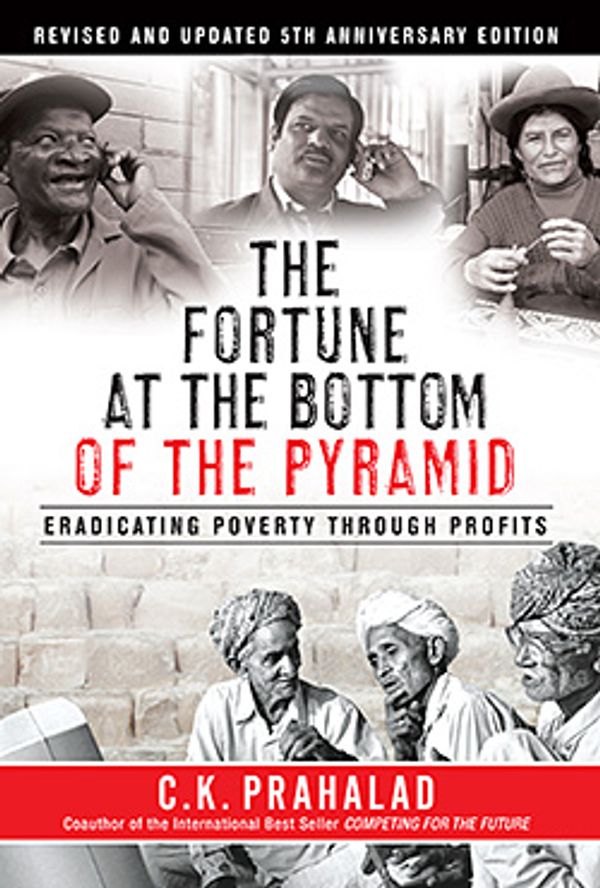 REVISED AND UPDATED 5TH ANNIVERSARY EDITION
THE
FORTUNE
AT THE BOTTOM
OF THE PYRAMID
ERADICATING POVERTY THROUGH PROFITS
C.K. PRAHALAD
Coauthor of the International Best Seller COMPETING FOR THE FUTURE